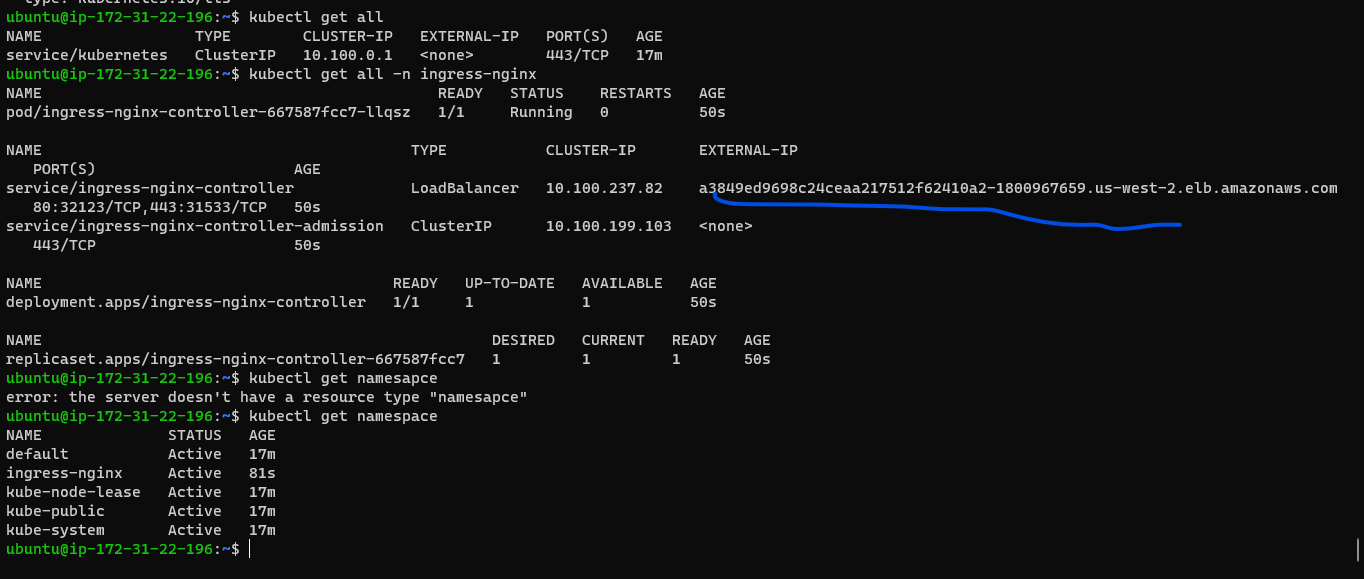 type: kubernetes.io/tls
ubuntu@ip-172-31-22-196:~$ kubectl get all
NAME                 TYPE        CLUSTER-IP   EXTERNAL-IP   PORT(S)   AGE
service/kubernetes   ClusterIP   10.100.0.1   <none>        443/TCP   17m
ubuntu@ip-172-31-22-196:~$ kubectl get all -n ingress-nginx
NAME                                            READY   STATUS    RESTARTS   AGE
pod/ingress-nginx-controller-667587fcc7-llqsz   1/1     Running   0          50s
NAME                                         TYPE           CLUSTER-IP       EXTERNAL-IP
   PORT(S)                      AGE
service/ingress-nginx-controller             LoadBalancer   10.100.237.82    a3849ed9698c24ceaa217512f62410a2-1800967659.us-west-2.elb.amazonaws.com
   80:32123/TCP,443:31533/TCP   50s
service/ingress-nginx-controller-admission   ClusterIP      10.100.199.103   <none>
   443/TCP                      50s
NAME                                       READY   UP-TO-DATE   AVAILABLE   AGE
deployment.apps/ingress-nginx-controller   1/1     1            1           50s
NAME                                                  DESIRED   CURRENT   READY   AGE
replicaset.apps/ingress-nginx-controller-667587fcc7   1         1         1       50s
ubuntu@ip-172-31-22-196:~$ kubectl get namesapce
error: the server doesn't have a resource type "namesapce"
ubuntu@ip-172-31-22-196:~$ kubectl get namespace
NAME              STATUS   AGE
default           Active   17m
ingress-nginx     Active   81s
kube-node-lease   Active   17m
kube-public       Active   17m
kube-system       Active   17m
ubuntu@ip-172-31-22-196:~$